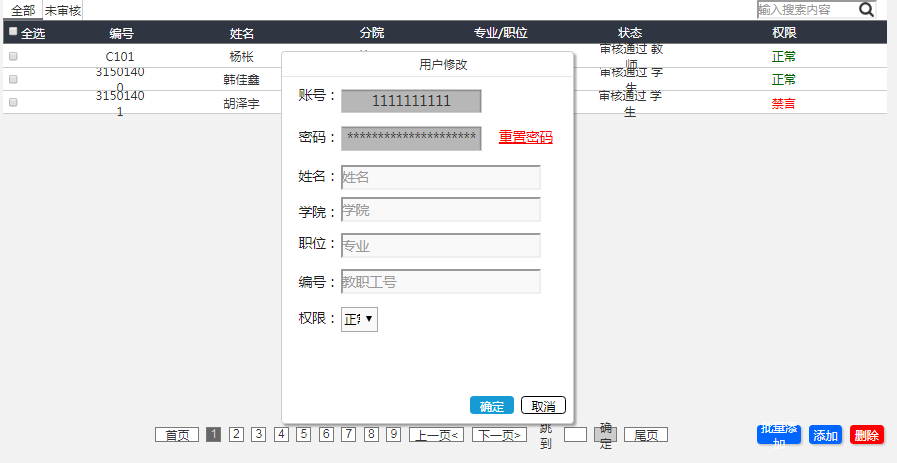 全部 未审核 输入搜索内容
全选 编号 姓名 分院 专业/职位 状态 权限
C101 杨枨 审核通过 教师 正常
31501400 韩佳鑫 审核通过 学生 正常
31501401 胡泽宇 审核通过 学生 禁言
用户修改
账号： 1111111111
密码： ********************** 重置密码
姓名： 姓名
学院： 学院
职位： 专业
编号： 教职工号
权限： 正常
确定 取消
首页 1 2 3 4 5 6 7 8 9 上一页< 下一页> 跳到 确定 尾页 批量添加 添加 删除